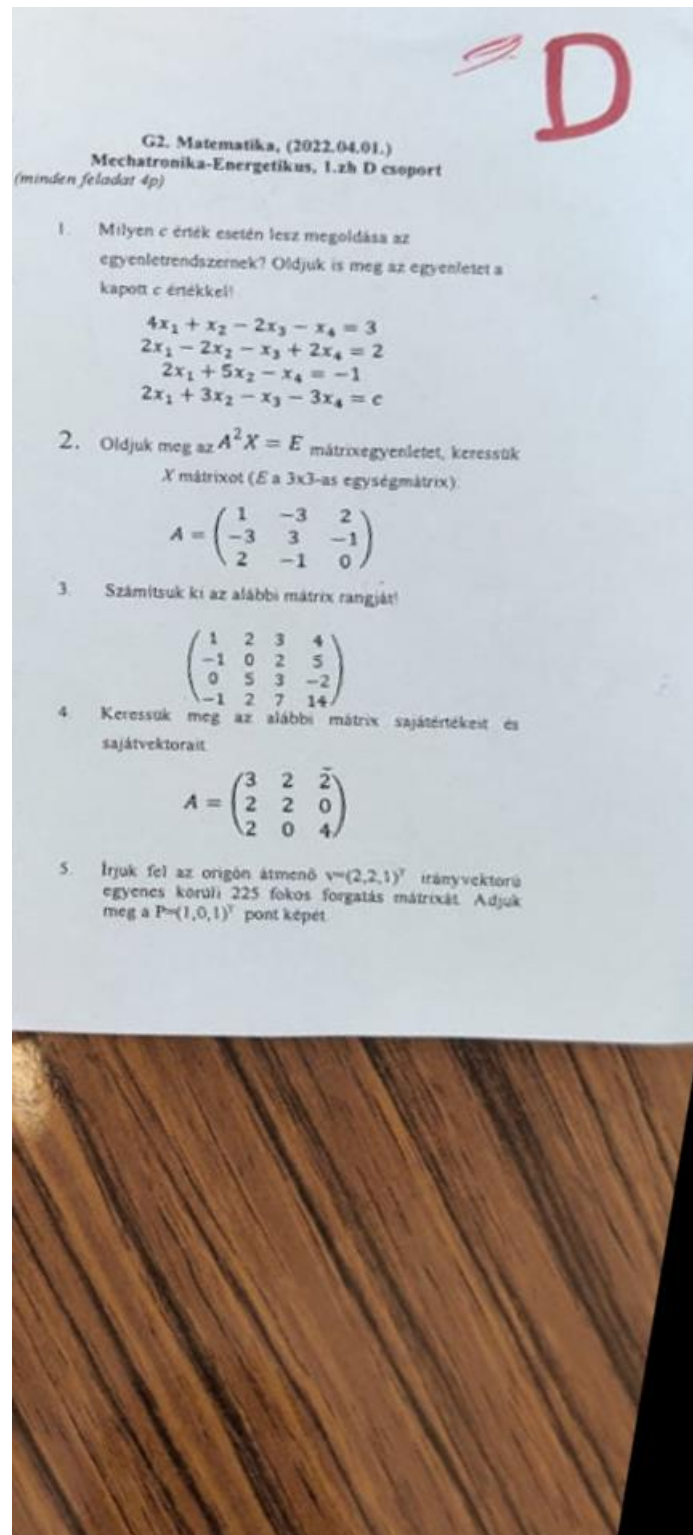 D
G2. Matematika, (2022.04.01.)
Mechatronika-Energetikus, 1.zh D csoport
(minden feladat 4p)
1. Milyen c érték esetén lesz megoldása az
egyenletrendszernek? Oldjuk is meg az egyenletet a
kapott c értékkel!
4x₁ + x₂ − 2x₃ − x₄ = 3
2x₁ − 2x₂ − x₃ + 2x₄ = 2
2x₁ + 5x₂ − x₄ = −1
2x₁ + 3x₂ − x₃ − 3x₄ = c
2. Oldjuk meg az A²X = E mátrixegyenletet, keressük
X mátrixot (E a 3x3-as egységmátrix).
1 −3 2
A = −3 3 −1
2 −1 0
3. Számítsuk ki az alábbi mátrix rangját!
1 2 3 4
−1 0 2 5
0 5 3 −2
−1 2 7 14
4. Keressük meg az alábbi mátrix sajátértékeit és
sajátvektorait.
3 2 2
A = 2 2 0
2 0 4
5. Írjuk fel az origón átmenő v=(2,2,1)ᵀ irányvektorú
egyenes körüli 225 fokos forgatás mátrixát. Adjuk
meg a P=(1,0,1)ᵀ pont képét.